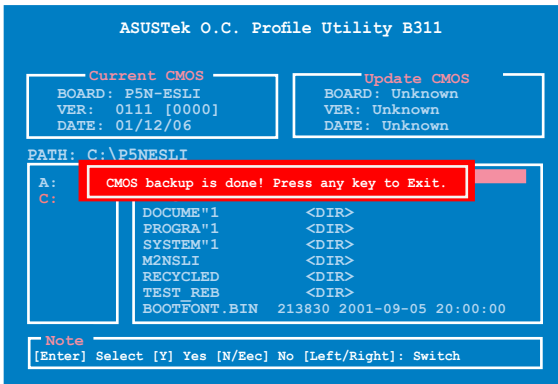 ASUSTek O.C. Profile Utility B311
Current CMOS
BOARD: P5N-ESLI
VER: 0111 [0000]
DATE: 01/12/06
Update CMOS
BOARD: Unknown
VER: Unknown
DATE: Unknown
PATH: C:\P5NESLI
A:
C:
CMOS backup is done! Press any key to Exit.
DOCUME"1 <DIR>
PROGRA"1 <DIR>
SYSTEM"1 <DIR>
M2NSLI <DIR>
RECYCLED <DIR>
TEST_REB <DIR>
BOOTFONT.BIN 213830 2001-09-05 20:00:00
Note
[Enter] Select [Y] Yes [N/Eec] No [Left/Right]: Switch